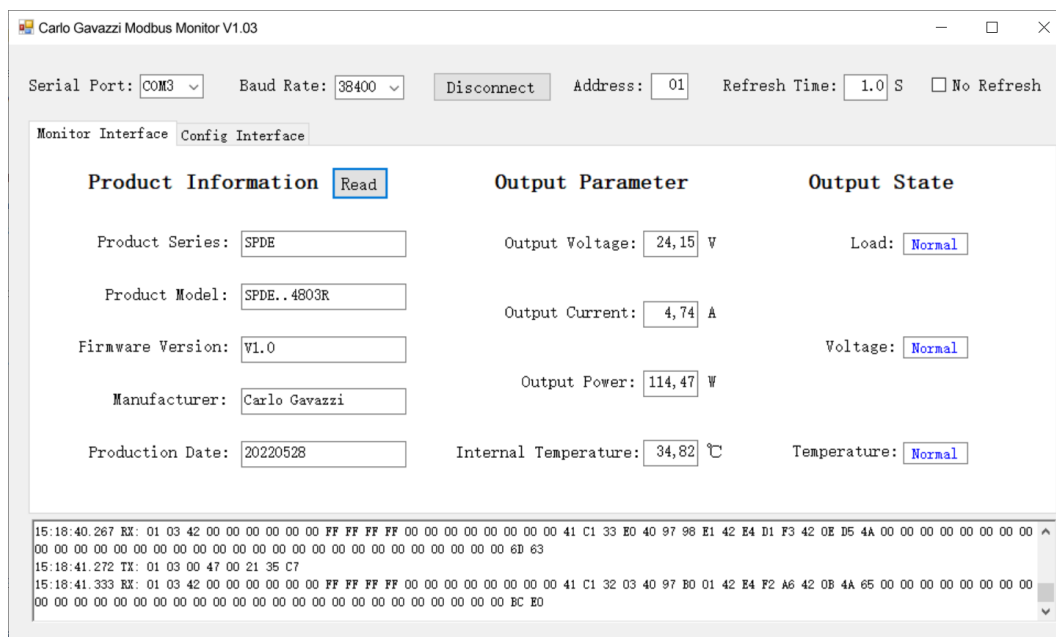 Carlo Gavazzi Modbus Monitor V1.03
Serial Port: COM3 Baud Rate: 38400 Disconnect Address: 01 Refresh Time: 1.0 S No Refresh
Monitor Interface Config Interface
Product Information Read Output Parameter Output State
Product Series: SPDE Output Voltage: 24,15 V Load: Normal
Product Model: SPDE..4803R
Output Current: 4,74 A
Firmware Version: V1.0 Voltage: Normal
Output Power: 114,47 W
Manufacturer: Carlo Gavazzi
Production Date: 20220528 Internal Temperature: 34,82 ℃ Temperature: Normal
15:18:40.267 RX: 01 03 42 00 00 00 00 00 00 FF FF FF FF 00 00 00 00 00 00 00 00 41 C1 33 E0 40 97 98 E1 42 E4 D1 F3 42 0E D5 4A 00 00 00 00 00 00 00 00
00 00 00 00 00 00 00 00 00 00 00 00 00 00 00 00 00 00 00 00 00 00 00 00 6D 63
15:18:41.272 TX: 01 03 00 47 00 21 35 C7
15:18:41.333 RX: 01 03 42 00 00 00 00 00 00 FF FF FF FF 00 00 00 00 00 00 00 00 41 C1 32 03 40 97 B0 01 42 E4 F2 A6 42 0B 4A 65 00 00 00 00 00 00 00 00
00 00 00 00 00 00 00 00 00 00 00 00 00 00 00 00 00 00 00 00 00 00 00 00 BC E0